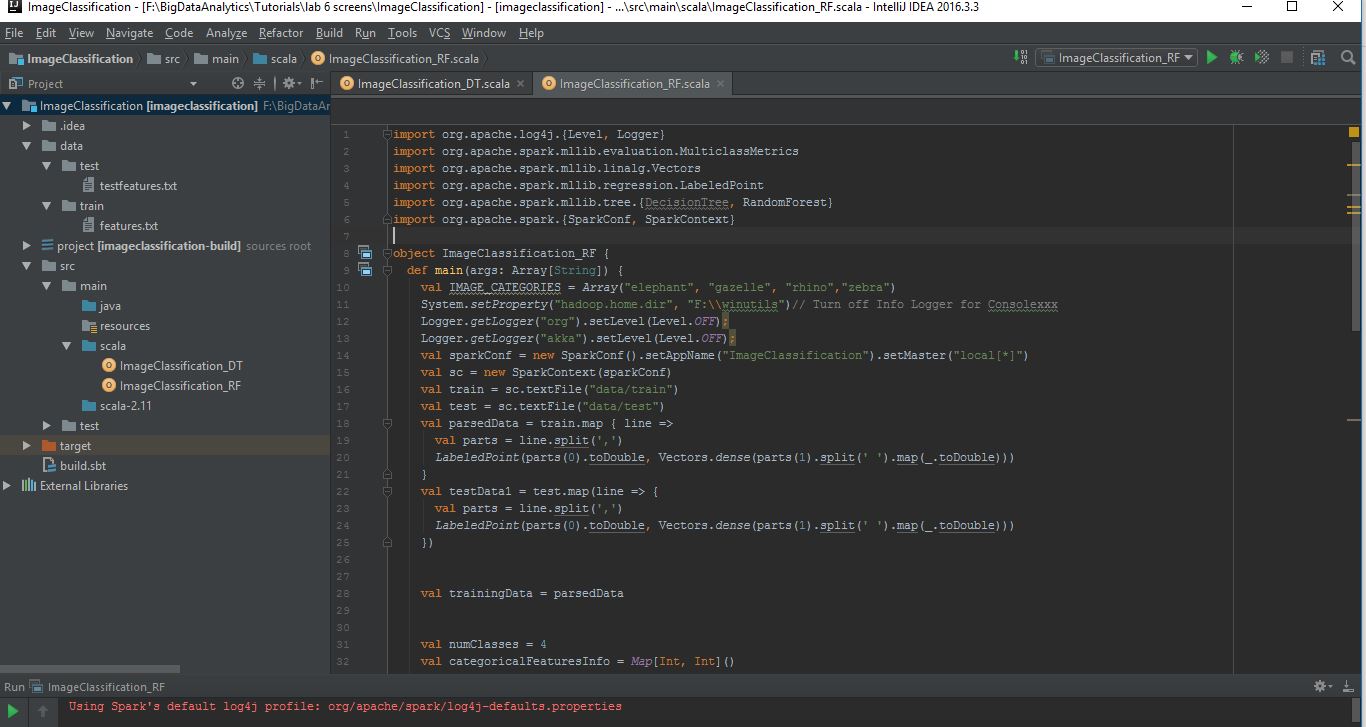 ImageClassification - [F:\BigDataAnalytics\Tutorials\lab 6 screens\ImageClassification] - [imageclassification] - ...\src\main\scala\ImageClassification_RF.scala - IntelliJ IDEA 2016.3.3
File Edit View Navigate Code Analyze Refactor Build Run Tools VCS Window Help
ImageClassification src main scala ImageClassification_RF.scala ImageClassification_RF
Project
ImageClassification_DT.scala ImageClassification_RF.scala
ImageClassification [imageclassification] F:\BigDataAr
.idea
data
test
testfeatures.txt
train
features.txt
project [imageclassification-build] sources root
src
main
java
resources
scala
ImageClassification_DT
ImageClassification_RF
scala-2.11
test
target
build.sbt
External Libraries
1 import org.apache.log4j.{Level, Logger}
2 import org.apache.spark.mllib.evaluation.MulticlassMetrics
3 import org.apache.spark.mllib.linalg.Vectors
4 import org.apache.spark.mllib.regression.LabeledPoint
5 import org.apache.spark.mllib.tree.{DecisionTree, RandomForest}
6 import org.apache.spark.{SparkConf, SparkContext}
7
8 object ImageClassification_RF {
9 def main(args: Array[String]) {
10 val IMAGE_CATEGORIES = Array("elephant", "gazelle", "rhino","zebra")
11 System.setProperty("hadoop.home.dir", "F:\\winutils")// Turn off Info Logger for Consolexxx
12 Logger.getLogger("org").setLevel(Level.OFF);
13 Logger.getLogger("akka").setLevel(Level.OFF);
14 val sparkConf = new SparkConf().setAppName("ImageClassification").setMaster("local[*]")
15 val sc = new SparkContext(sparkConf)
16 val train = sc.textFile("data/train")
17 val test = sc.textFile("data/test")
18 val parsedData = train.map { line =>
19 val parts = line.split(',')
20 LabeledPoint(parts(0).toDouble, Vectors.dense(parts(1).split(' ').map(_.toDouble)))
21 }
22 val testData1 = test.map(line => {
23 val parts = line.split(',')
24 LabeledPoint(parts(0).toDouble, Vectors.dense(parts(1).split(' ').map(_.toDouble)))
25 })
26
27
28 val trainingData = parsedData
29
30
31 val numClasses = 4
32 val categoricalFeaturesInfo = Map[Int, Int]()
Run ImageClassification_RF
Using Spark's default log4j profile: org/apache/spark/log4j-defaults.properties